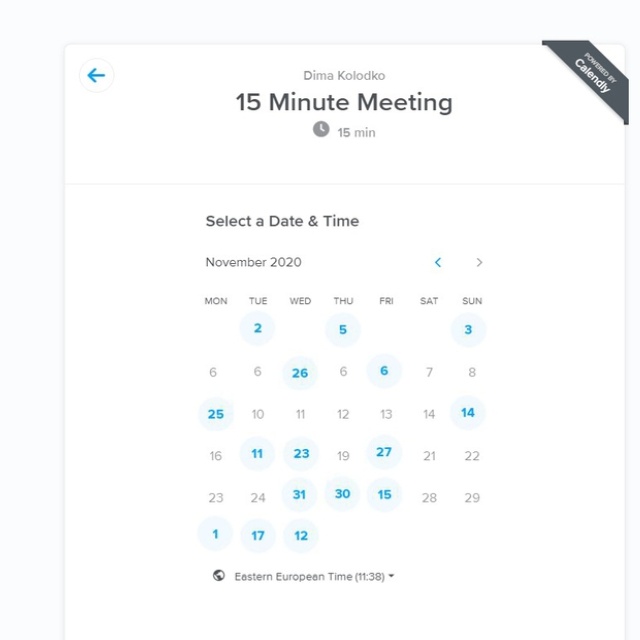 POWERED BY
Calendly
Dima Kolodko
15 Minute Meeting
15 min
Select a Date & Time
November 2020
MON TUE WED THU FRI SAT SUN
2 5 3
6 6 26 6 6 7 8
25 10 11 12 13 14 14
16 11 23 19 27 21 22
23 24 31 30 15 28 29
1 17 12
Eastern European Time (11:38)